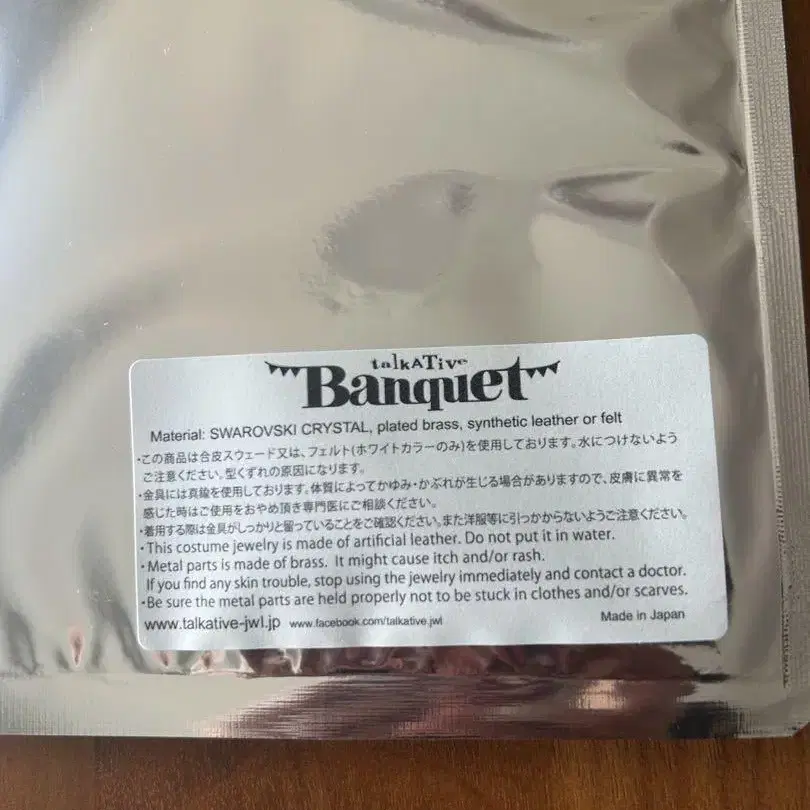 talkATive
Banquet
Material: SWAROVSKI CRYSTAL, plated brass, synthetic leather or felt
・この商品は合皮スウェード又は、フェルト(ホワイトカラーのみ)を使用しております。水につけないよう
ご注意ください。型くずれの原因になります。
・金具には真鍮を使用しております。体質によってかゆみ・かぶれが生じる場合がありますので、皮膚に異常を
感じた時はご使用をおやめ頂き専門医にご相談ください。
・着用する際は金具がしっかりと留っていることをご確認ください。また洋服等に引っかからないようご注意ください。
・This costume jewelry is made of artificial leather. Do not put it in water.
・Metal parts is made of brass. It might cause itch and/or rash.
If you find any skin trouble, stop using the jewelry immediately and contact a doctor.
・Be sure the metal parts are held properly not to be stuck in clothes and/or scarves.
www.talkative-jwl.jp www.facebook.com/talkative.jwl Made in Japan